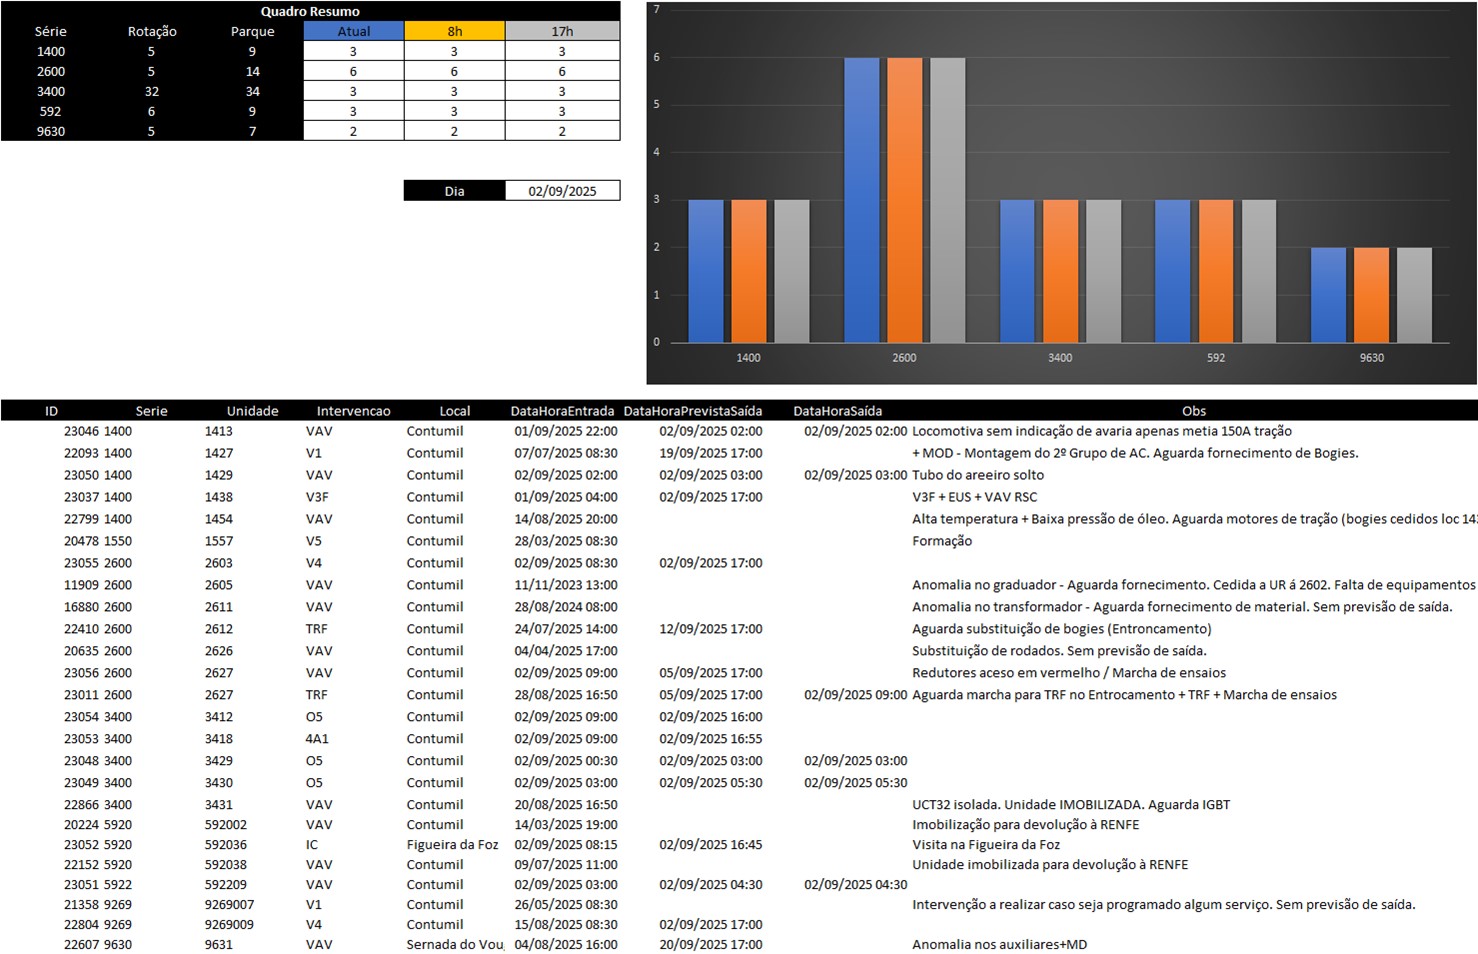 Quadro Resumo
Série Rotação Parque Atual 8h 17h
1400 5 9 3 3 3
2600 5 14 6 6 6
3400 32 34 3 3 3
592 6 9 3 3 3
9630 5 7 2 2 2
Dia 02/09/2025
7
6
5
4
3
2
1
0
1400 2600 3400 592 9630
ID Serie Unidade Intervencao Local DataHoraEntrada DataHoraPrevistaSaída DataHoraSaída Obs
23046 1400 1413 VAV Contumil 01/09/2025 22:00 02/09/2025 02:00 02/09/2025 02:00 Locomotiva sem indicação de avaria apenas metia 150A tração
22093 1400 1427 V1 Contumil 07/07/2025 08:30 19/09/2025 17:00 + MOD - Montagem do 2º Grupo de AC. Aguarda fornecimento de Bogies.
23050 1400 1429 VAV Contumil 02/09/2025 02:00 02/09/2025 03:00 02/09/2025 03:00 Tubo do areeiro solto
23037 1400 1438 V3F Contumil 01/09/2025 04:00 02/09/2025 17:00 V3F + EUS + VAV RSC
22799 1400 1454 VAV Contumil 14/08/2025 20:00 Alta temperatura + Baixa pressão de óleo. Aguarda motores de tração (bogies cedidos loc
20478 1550 1557 V5 Contumil 28/03/2025 08:30 Formação
23055 2600 2603 V4 Contumil 02/09/2025 08:30 02/09/2025 17:00
11909 2600 2605 VAV Contumil 11/11/2023 13:00 Anomalia no graduador - Aguarda fornecimento. Cedida a UR á 2602. Falta de equipamentos
16880 2600 2611 VAV Contumil 28/08/2024 08:00 Anomalia no transformador - Aguarda fornecimento de material. Sem previsão de saída.
22410 2600 2612 TRF Contumil 24/07/2025 14:00 12/09/2025 17:00 Aguarda substituição de bogies (Entroncamento)
20635 2600 2626 VAV Contumil 04/04/2025 17:00 Substituição de rodados. Sem previsão de saída.
23056 2600 2627 VAV Contumil 02/09/2025 09:00 05/09/2025 17:00 Redutores aceso em vermelho / Marcha de ensaios
23011 2600 2627 TRF Contumil 28/08/2025 16:50 05/09/2025 17:00 02/09/2025 09:00 Aguarda marcha para TRF no Entrocamento + TRF + Marcha de ensaios
23054 3400 3412 O5 Contumil 02/09/2025 09:00 02/09/2025 16:00
23053 3400 3418 4A1 Contumil 02/09/2025 09:00 02/09/2025 16:55
23048 3400 3429 O5 Contumil 02/09/2025 00:30 02/09/2025 03:00 02/09/2025 03:00
23049 3400 3430 O5 Contumil 02/09/2025 03:00 02/09/2025 05:30 02/09/2025 05:30
22866 3400 3431 VAV Contumil 20/08/2025 16:50 UCT32 isolada. Unidade IMOBILIZADA. Aguarda IGBT
20224 5920 592002 VAV Contumil 14/03/2025 19:00 Imobilização para devolução à RENFE
23052 5920 592036 IC Figueira da Foz 02/09/2025 08:15 02/09/2025 16:45 Visita na Figueira da Foz
22152 5920 592038 VAV Contumil 09/07/2025 11:00 Unidade imobilizada para devolução à RENFE
23051 5922 592209 VAV Contumil 02/09/2025 03:00 02/09/2025 04:30 02/09/2025 04:30
21358 9269 9269007 V1 Contumil 26/05/2025 08:30 Intervenção a realizar caso seja programado algum serviço. Sem previsão de saída.
22804 9269 9269009 V4 Contumil 15/08/2025 08:30 02/09/2025 17:00
22607 9630 9631 VAV Sernada do Vou 04/08/2025 16:00 20/09/2025 17:00 Anomalia nos auxiliares+MD